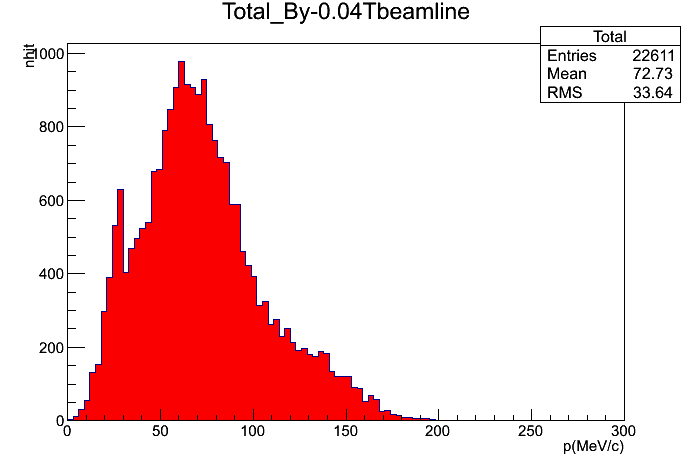 Total_By-0.04Tbeamline
Total
Entries 22611
Mean 72.73
RMS 33.64
nhit
1000
800
600
400
200
0
0 50 100 150 200 250 300
p(MeV/c)